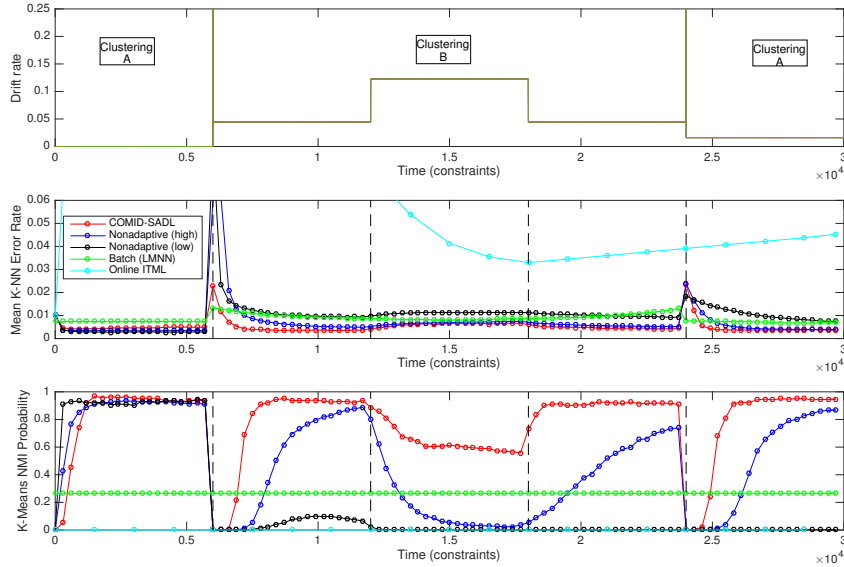 0.25
0.2
0.15
0.1
0.05
0
Drift rate
Clustering
A
Clustering
B
Clustering
A
0 0.5 1 1.5 2 2.5 3
Time (constraints)
×10^4
0.06
0.05
0.04
0.03
0.02
0.01
0
Mean K-NN Error Rate
COMID-SADL
Nonadaptive (high)
Nonadaptive (low)
Batch (LMNN)
Online ITML
0 0.5 1 1.5 2 2.5 3
Time (constraints)
×10^4
1
0.8
0.6
0.4
0.2
0
K-Means NMI Probability
0 0.5 1 1.5 2 2.5 3
Time (constraints)
×10^4